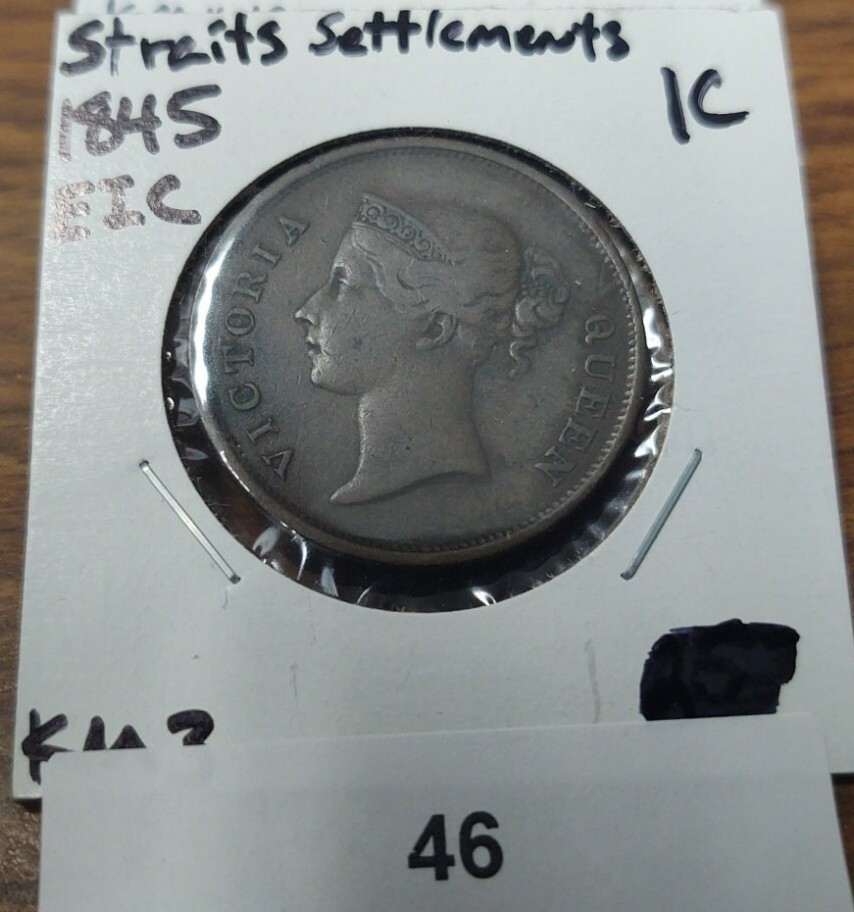 Straits Settlements
1845
1C
EIC
VICTORIA QUEEN
46